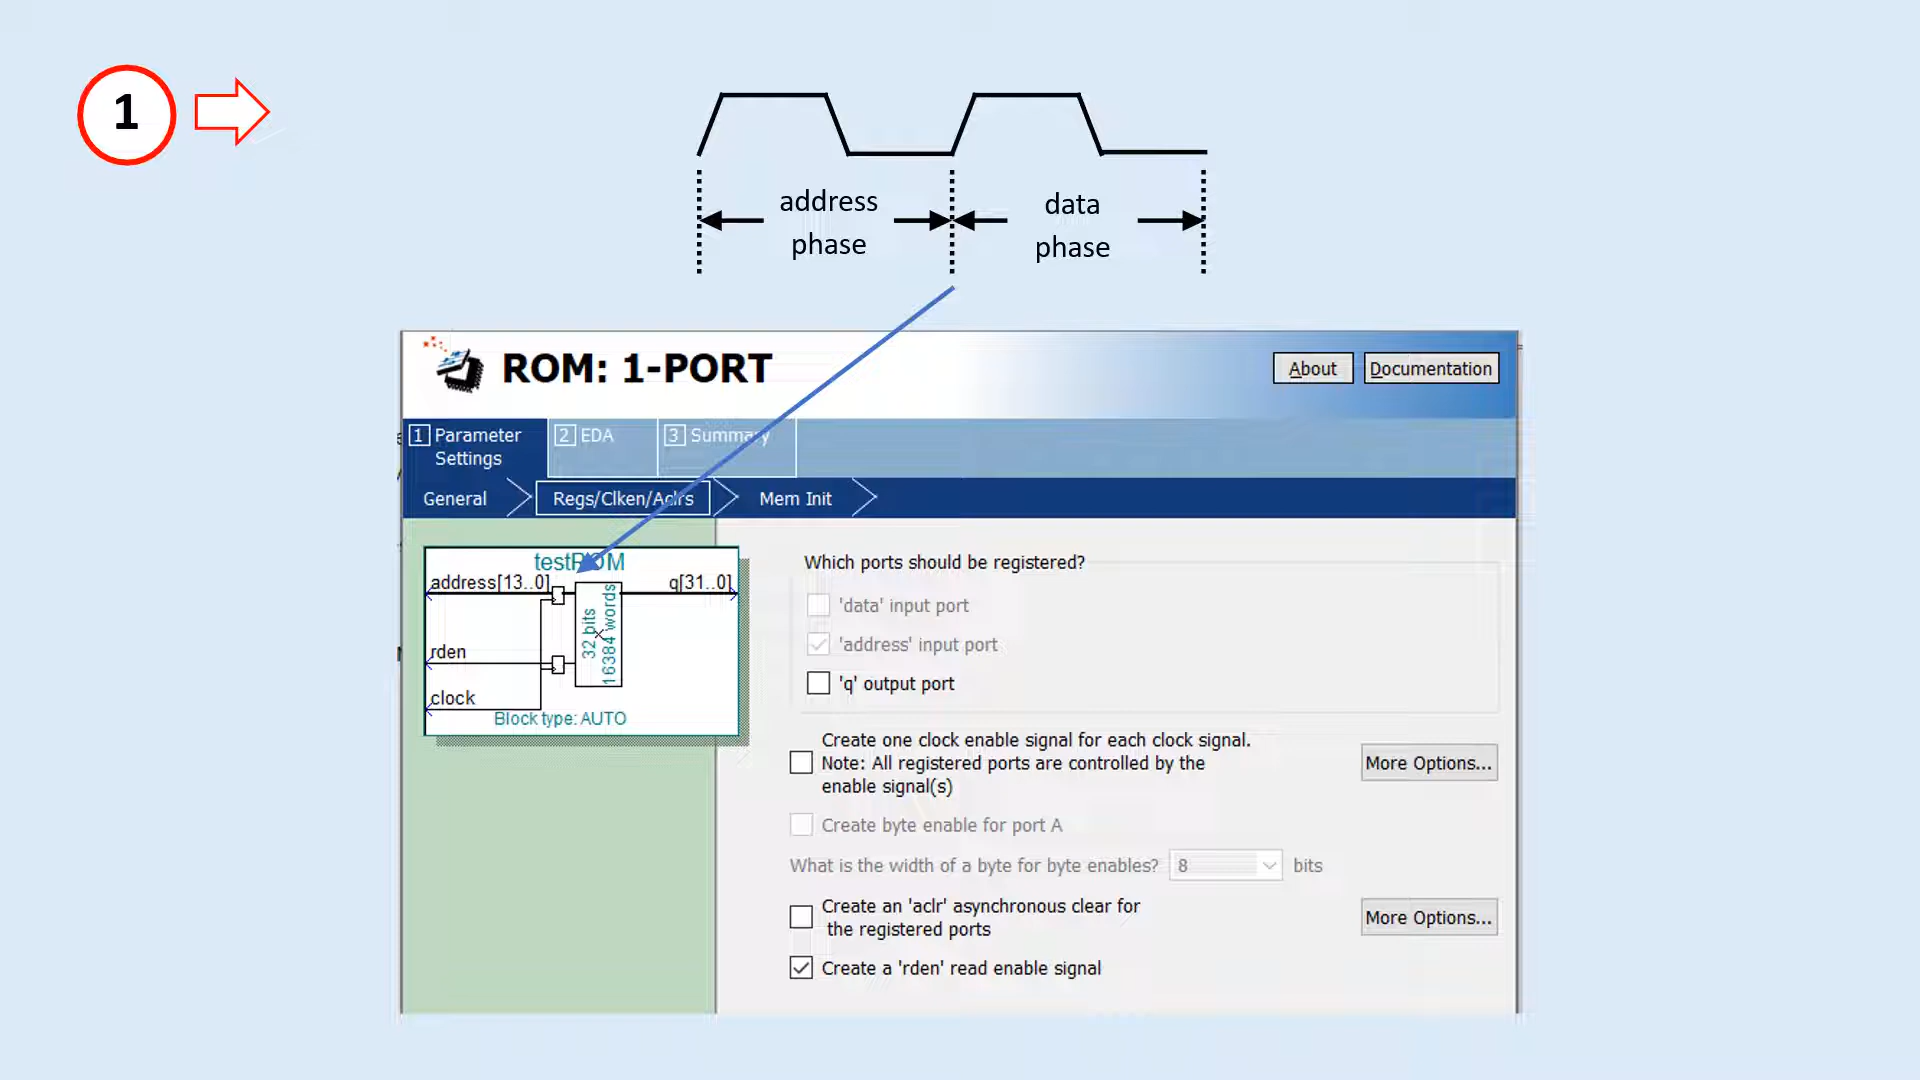 1
address
phase
data
phase
ROM: 1-PORT
About
Documentation
1 Parameter
Settings
2 EDA
3 Summary
General
Regs/Clken/Aclrs
Mem Init
testROM
address[13..0]
q[31..0]
rden
clock
32 bits
16384 words
Block type: AUTO
Which ports should be registered?
'data' input port
'address' input port
'q' output port
Create one clock enable signal for each clock signal.
Note: All registered ports are controlled by the
enable signal(s)
More Options...
Create byte enable for port A
What is the width of a byte for byte enables? 8 bits
Create an 'aclr' asynchronous clear for
the registered ports
More Options...
Create a 'rden' read enable signal